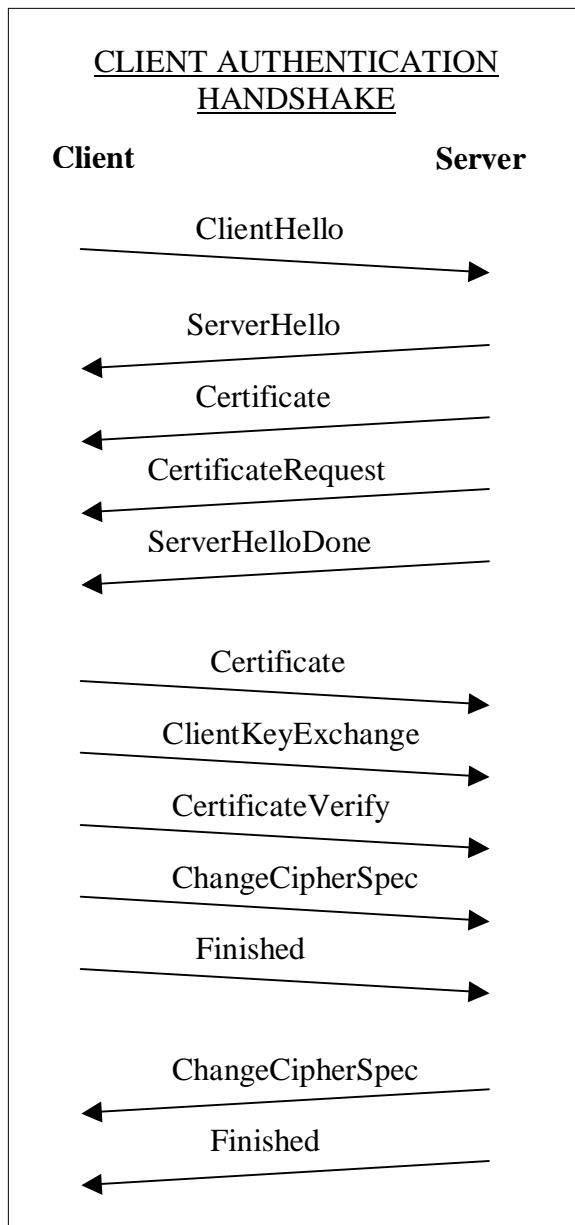 CLIENT AUTHENTICATION
HANDSHAKE
Client Server
ClientHello
ServerHello
Certificate
CertificateRequest
ServerHelloDone
Certificate
ClientKeyExchange
CertificateVerify
ChangeCipherSpec
Finished
ChangeCipherSpec
Finished